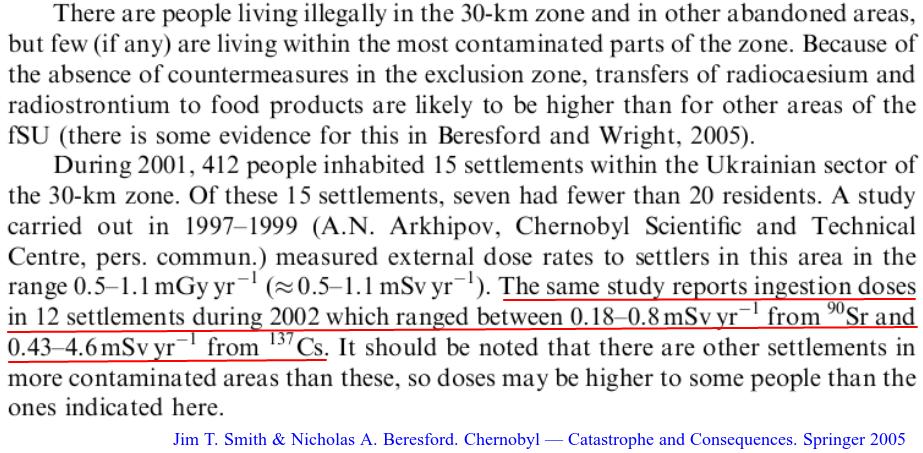 There are people living illegally in the 30-km zone and in other abandoned areas,
but few (if any) are living within the most contaminated parts of the zone. Because of
the absence of countermeasures in the exclusion zone, transfers of radiocaesium and
radiostrontium to food products are likely to be higher than for other areas of the
fSU (there is some evidence for this in Beresford and Wright, 2005).
During 2001, 412 people inhabited 15 settlements within the Ukrainian sector of
the 30-km zone. Of these 15 settlements, seven had fewer than 20 residents. A study
carried out in 1997–1999 (A.N. Arkhipov, Chernobyl Scientific and Technical
Centre, pers. commun.) measured external dose rates to settlers in this area in the
range 0.5–1.1 mGy yr⁻¹ (≈0.5–1.1 mSv yr⁻¹). The same study reports ingestion doses
in 12 settlements during 2002 which ranged between 0.18–0.8 mSv yr⁻¹ from ⁹⁰Sr and
0.43–4.6 mSv yr⁻¹ from ¹³⁷Cs. It should be noted that there are other settlements in
more contaminated areas than these, so doses may be higher to some people than the
ones indicated here.
Jim T. Smith & Nicholas A. Beresford. Chernobyl — Catastrophe and Consequences. Springer 2005